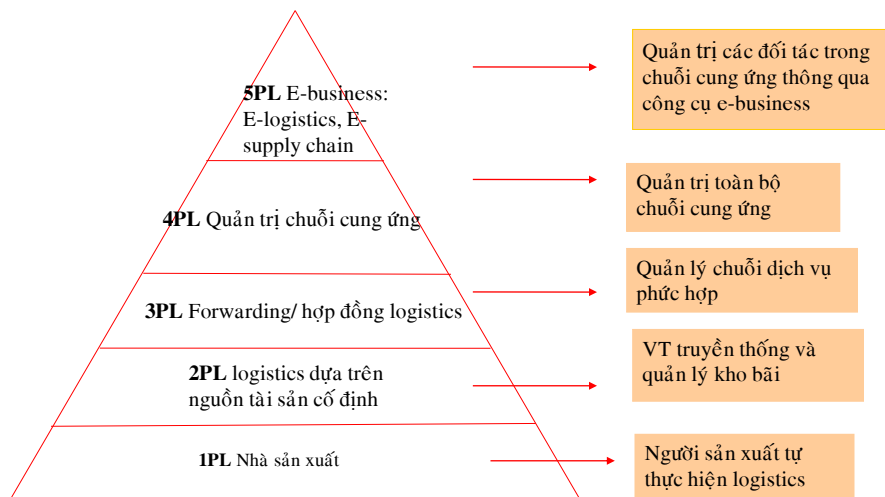 5PL E-business:
E-logistics, E-
supply chain
Quản trị các đối tác trong
chuỗi cung ứng thông qua
công cụ e-business
4PL Quản trị chuỗi cung ứng
Quản trị toàn bộ
chuỗi cung ứng
3PL Forwarding/ hợp đồng logistics
Quản lý chuỗi dịch vụ
phức hợp
2PL logistics dựa trên
nguồn tài sản cố định
VT truyền thống và
quản lý kho bãi
1PL Nhà sản xuất
Người sản xuất tự
thực hiện logistics